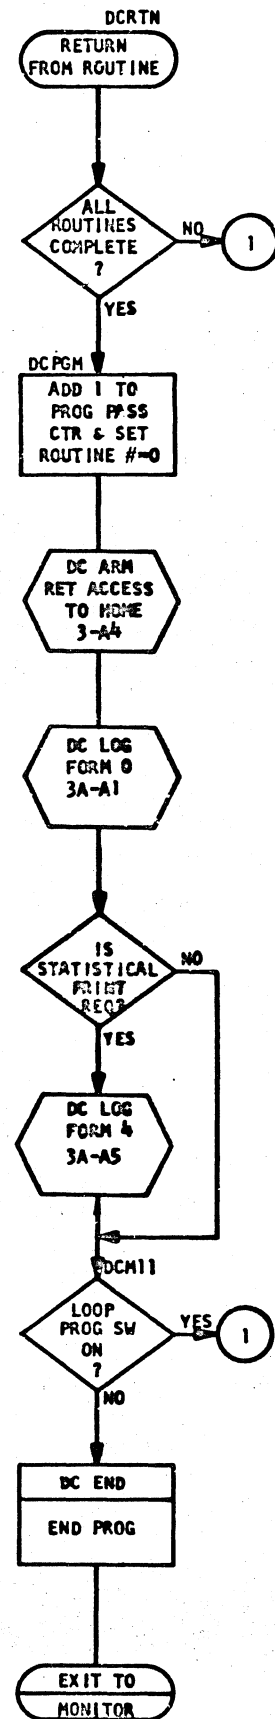 DCRTN
RETURN
FROM ROUTINE
ALL
ROUTINES
COMPLETE
?
NO
1
YES
DCPGM
ADD 1 TO
PROG PASS
CTR & SET
ROUTINE #=0
DC ARM
RET ACCESS
TO HOME
3-A4
DC LOG
FORM 0
3A-A1
IS
STATISTICAL
PRINT
REQ?
NO
YES
DC LOG
FORM 4
3A-A5
DCM11
LOOP
PROG SW
ON
?
YES
1
NO
DC END
END PROG
EXIT TO
MONITOR